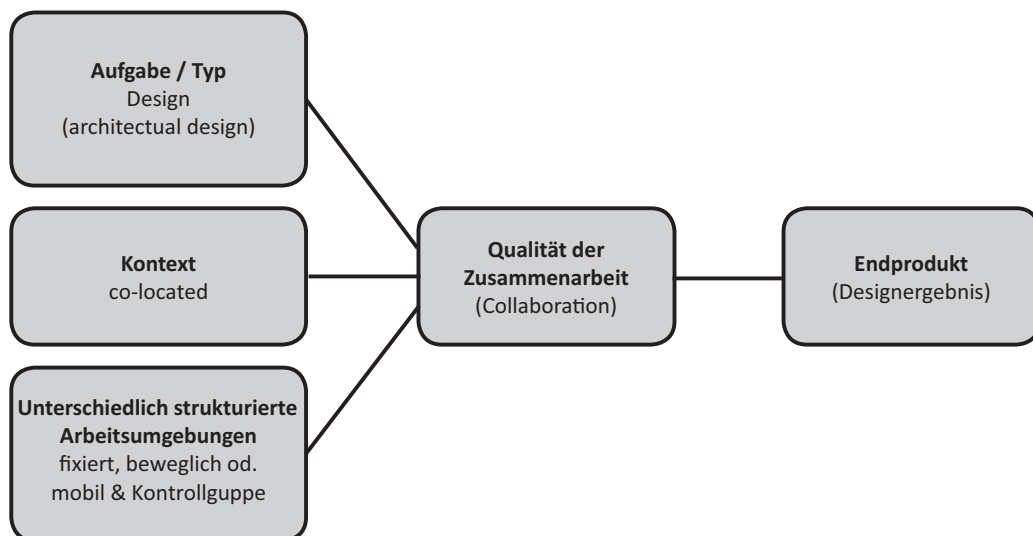 Aufgabe / Typ
Design
(architectual design)
Kontext
co-located
Unterschiedlich strukturierte
Arbeitsumgebungen
fixiert, beweglich od.
mobil & Kontrollguppe
Qualität der
Zusammenarbeit
(Collaboration)
Endprodukt
(Designergebnis)